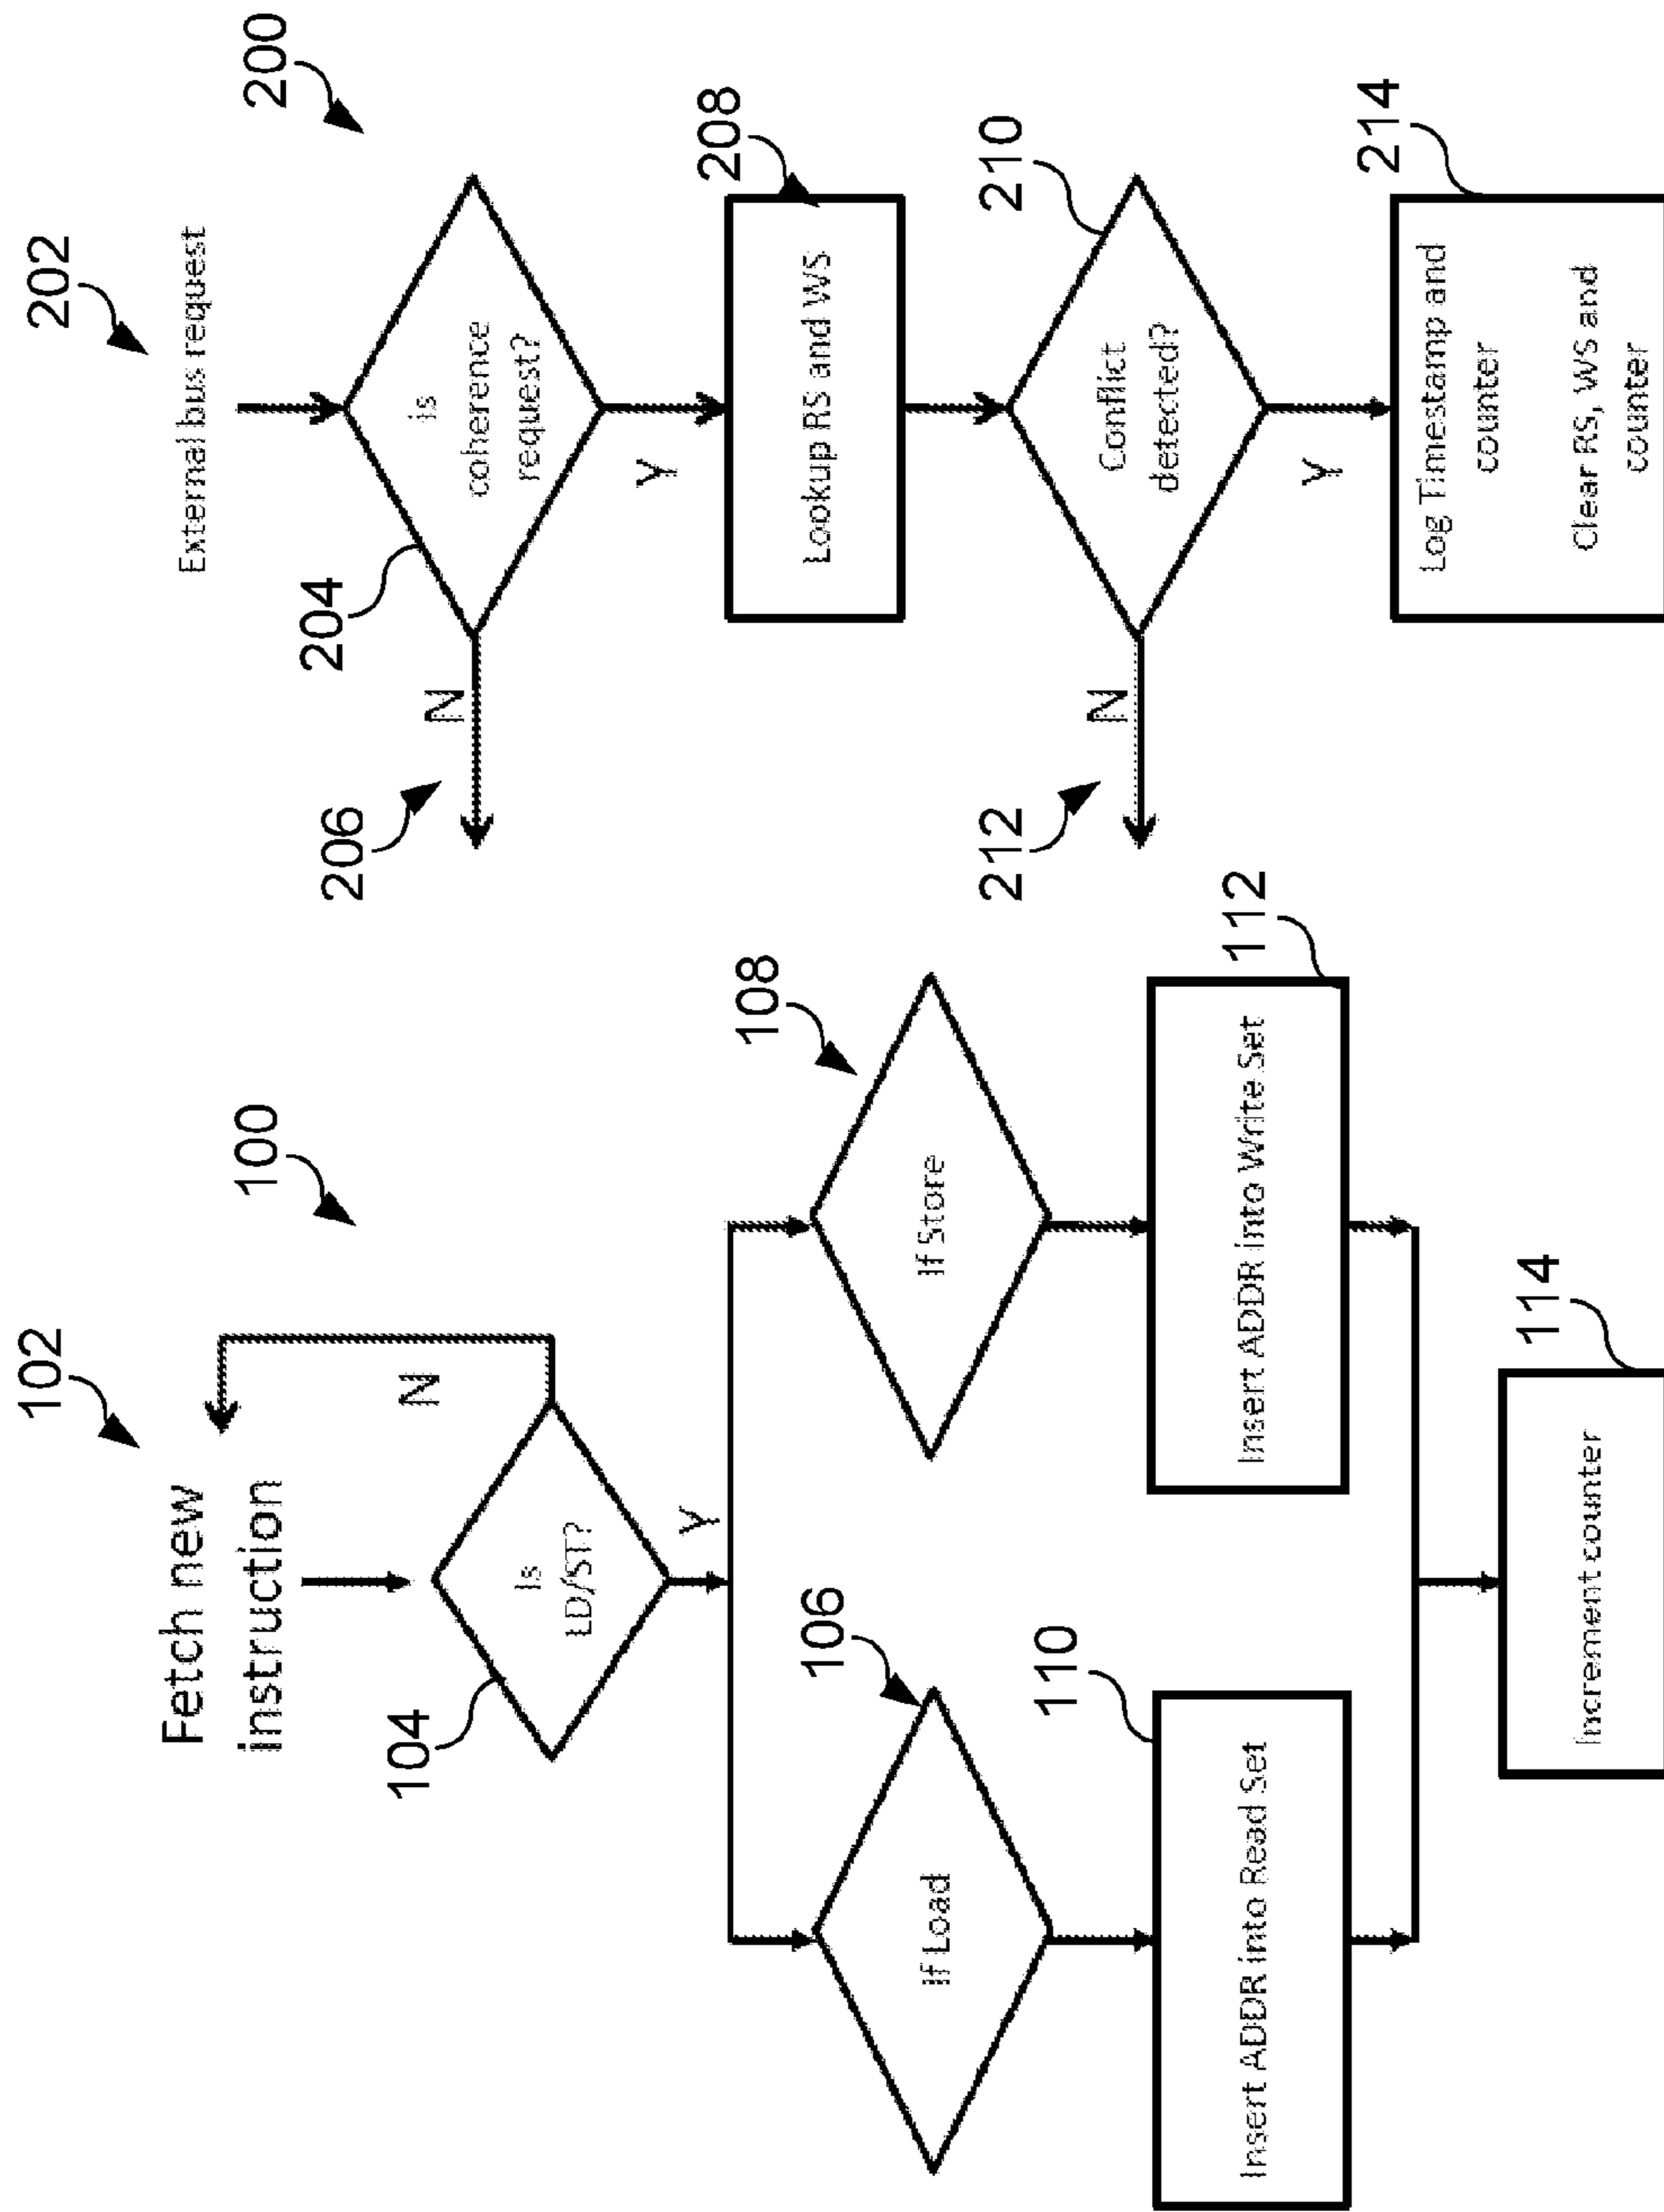 102
Fetch new
instruction
100
104
Is
LD/ST?
N
Y
106
If Load
108
If Store
110
Insert ADDR into Read Set
112
Insert ADDR into Write Set
114
Increment counter
202
External bus request
200
204
is
coherence
request?
206
N
Y
208
Lookup RS and WS
210
Conflict
detected?
212
N
Y
214
Log Timestamp and
counter
Clear RS, WS and
counter